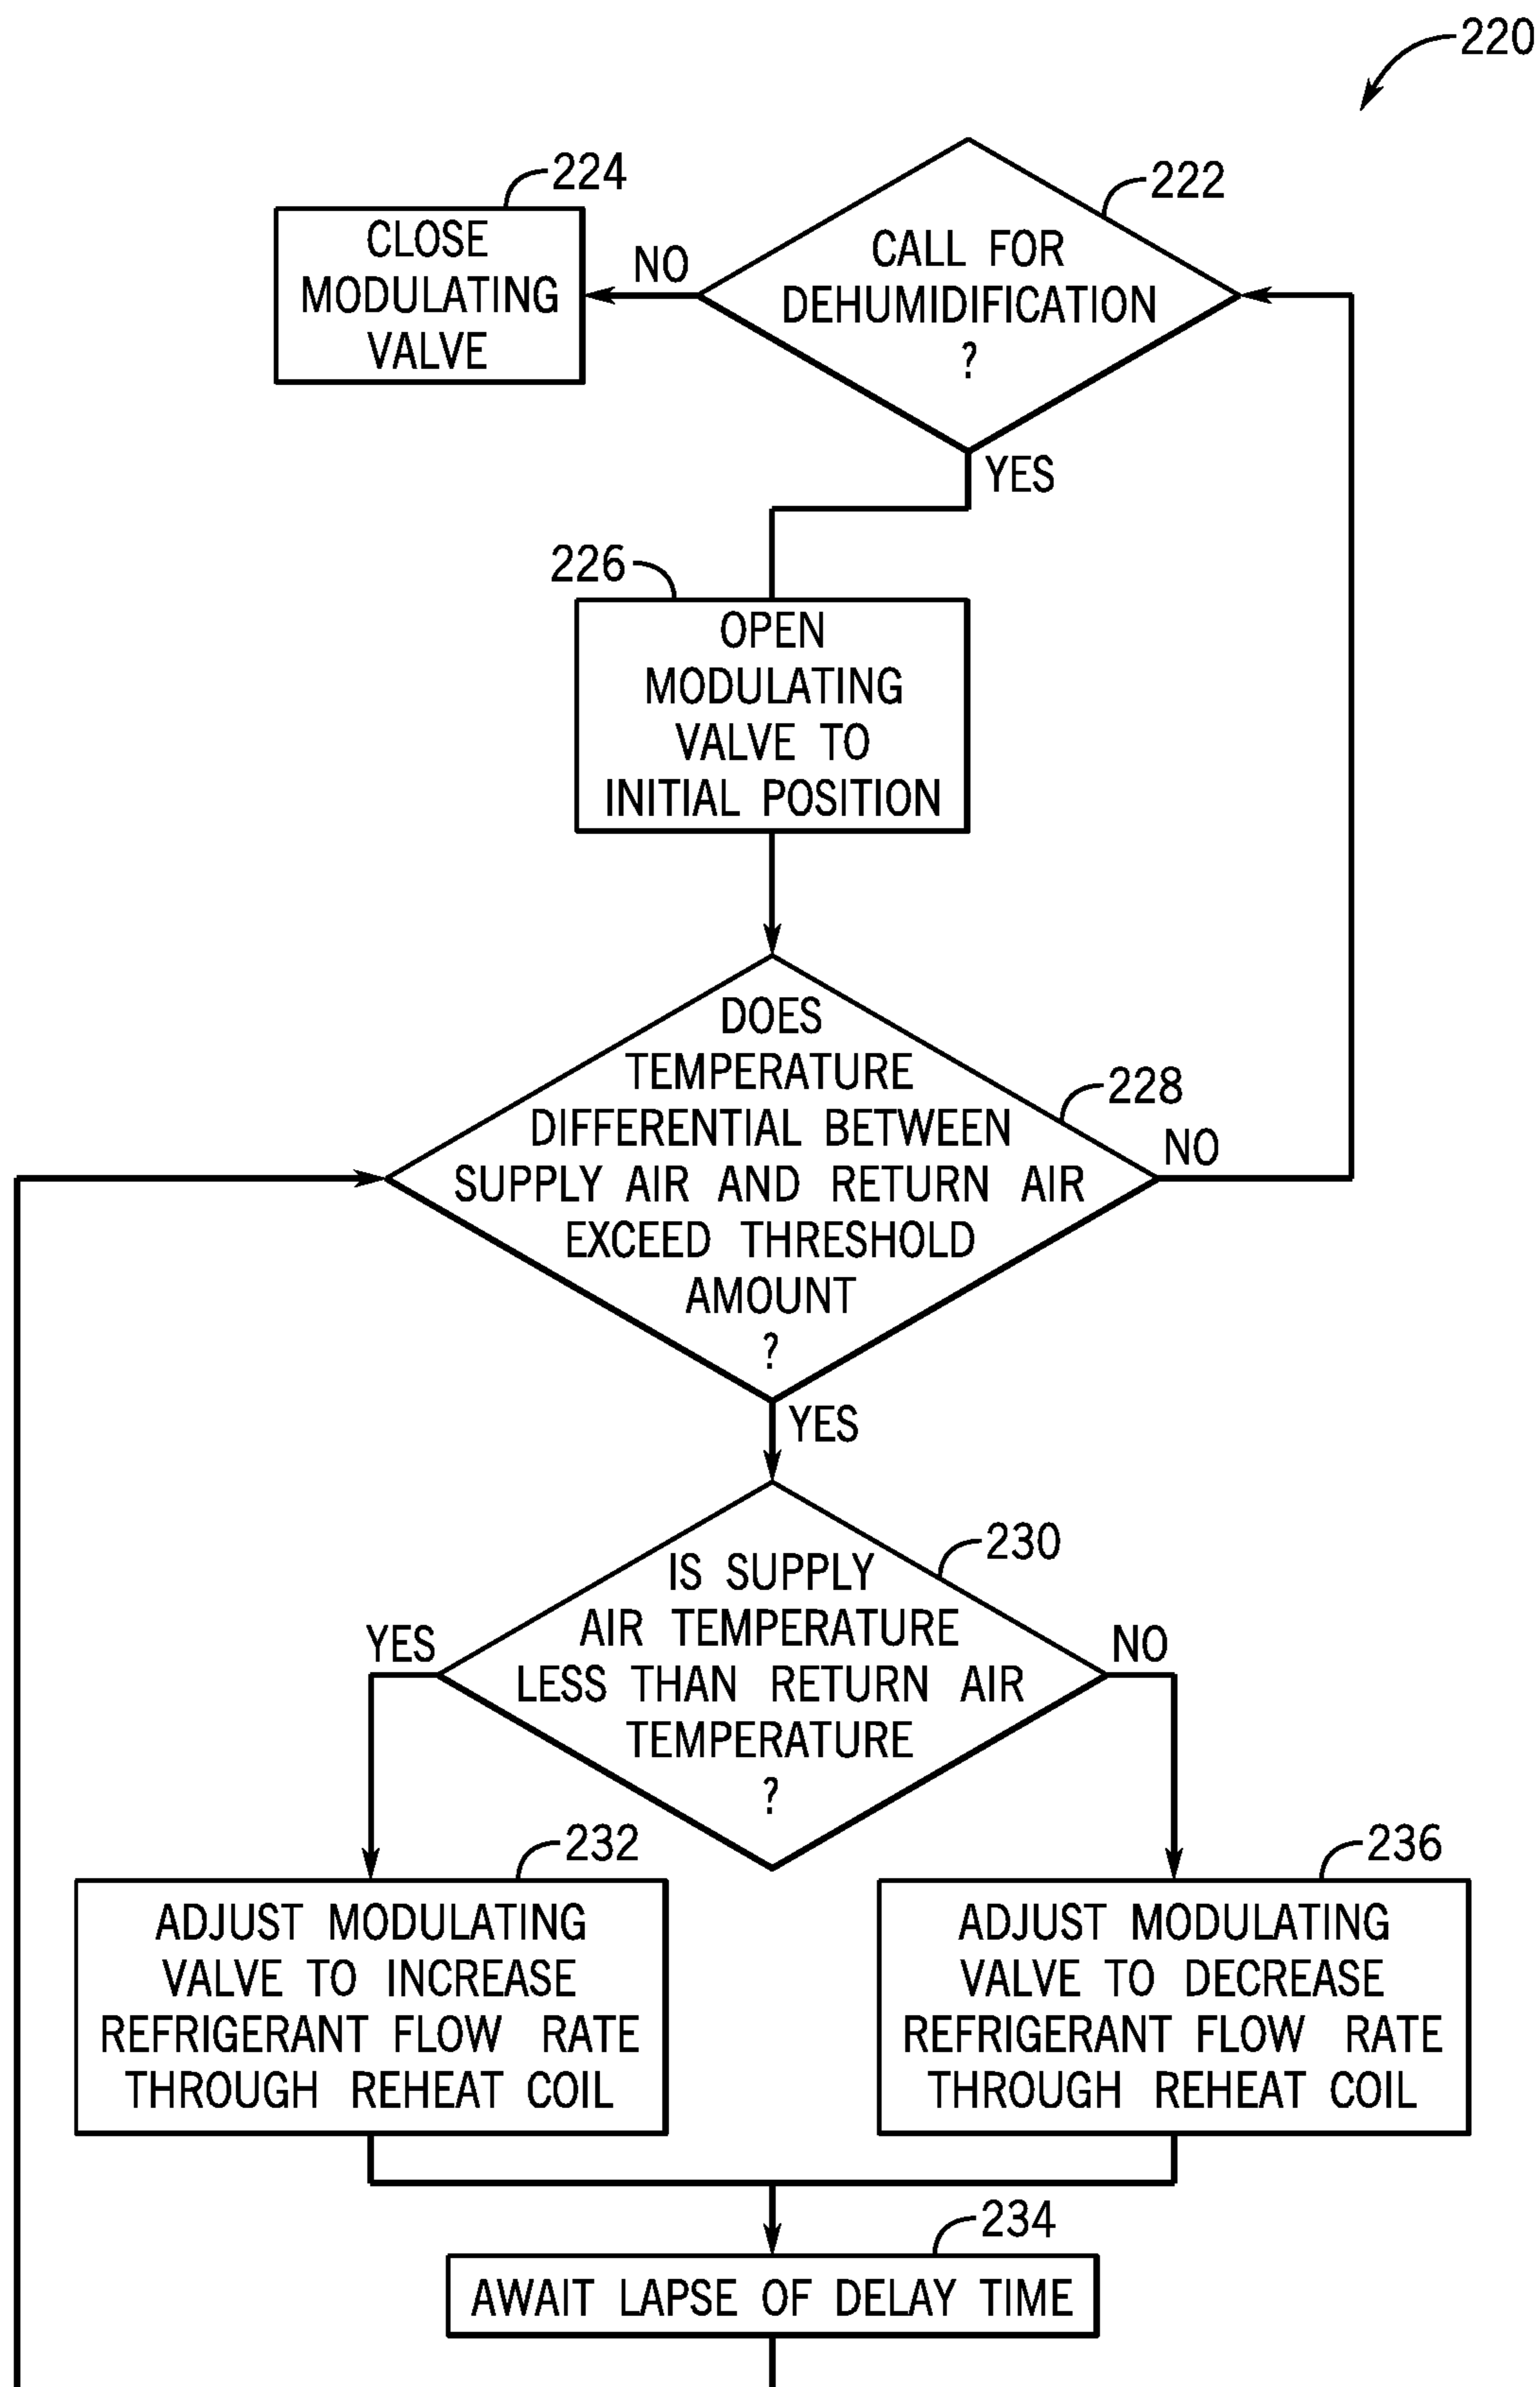 220
224
222
CLOSE
MODULATING
VALVE
NO
CALL FOR
DEHUMIDIFICATION
?
YES
226
OPEN
MODULATING
VALVE TO
INITIAL POSITION
DOES
TEMPERATURE
DIFFERENTIAL BETWEEN
SUPPLY AIR AND RETURN AIR
EXCEED THRESHOLD
AMOUNT
?
228
NO
YES
230
IS SUPPLY
AIR TEMPERATURE
LESS THAN RETURN AIR
TEMPERATURE
?
YES
NO
232
236
ADJUST MODULATING
VALVE TO INCREASE
REFRIGERANT FLOW RATE
THROUGH REHEAT COIL
ADJUST MODULATING
VALVE TO DECREASE
REFRIGERANT FLOW RATE
THROUGH REHEAT COIL
234
AWAIT LAPSE OF DELAY TIME